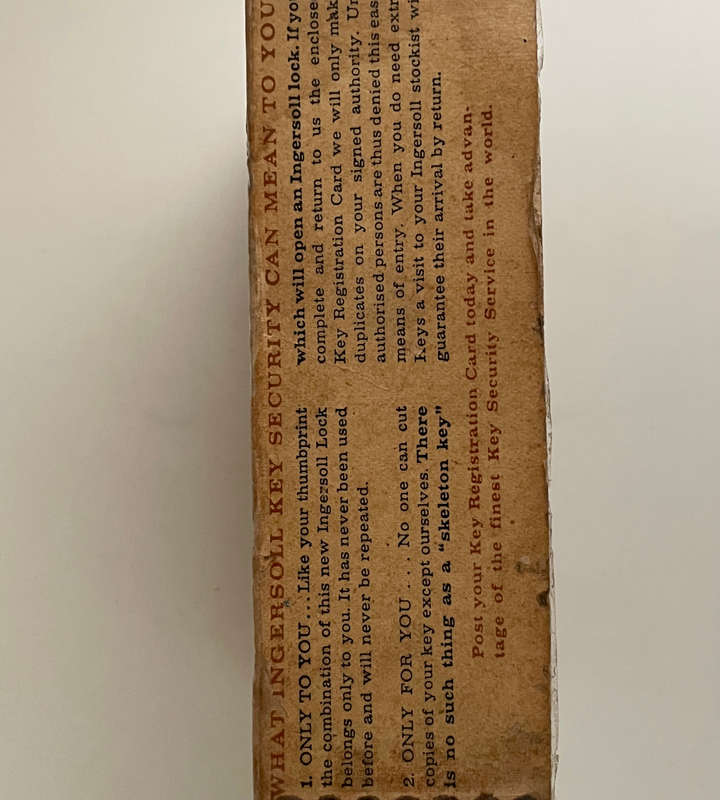 WHAT INGERSOLL KEY SECURITY CAN MEAN TO YOU
1. ONLY TO YOU...Like your thumbprint
the combination of this new Ingersoll Lock
belongs only to you. It has never been used
before and will never be repeated.
2. ONLY FOR YOU .... No one can cut
copies of your key except ourselves. There
is no such thing as a "skeleton key"
which will open an Ingersoll lock. If yo
complete and return to us the enclose
Key Registration Card we will only mak
duplicates on your signed authority. Un
authorised persons are thus denied this eas
means of entry. When you do need extr
Keys a visit to your Ingersoll stockist wi
guarantee their arrival by return.
Post your Key Registration Card today and take advan-
tage of the finest Key Security Service in the world.